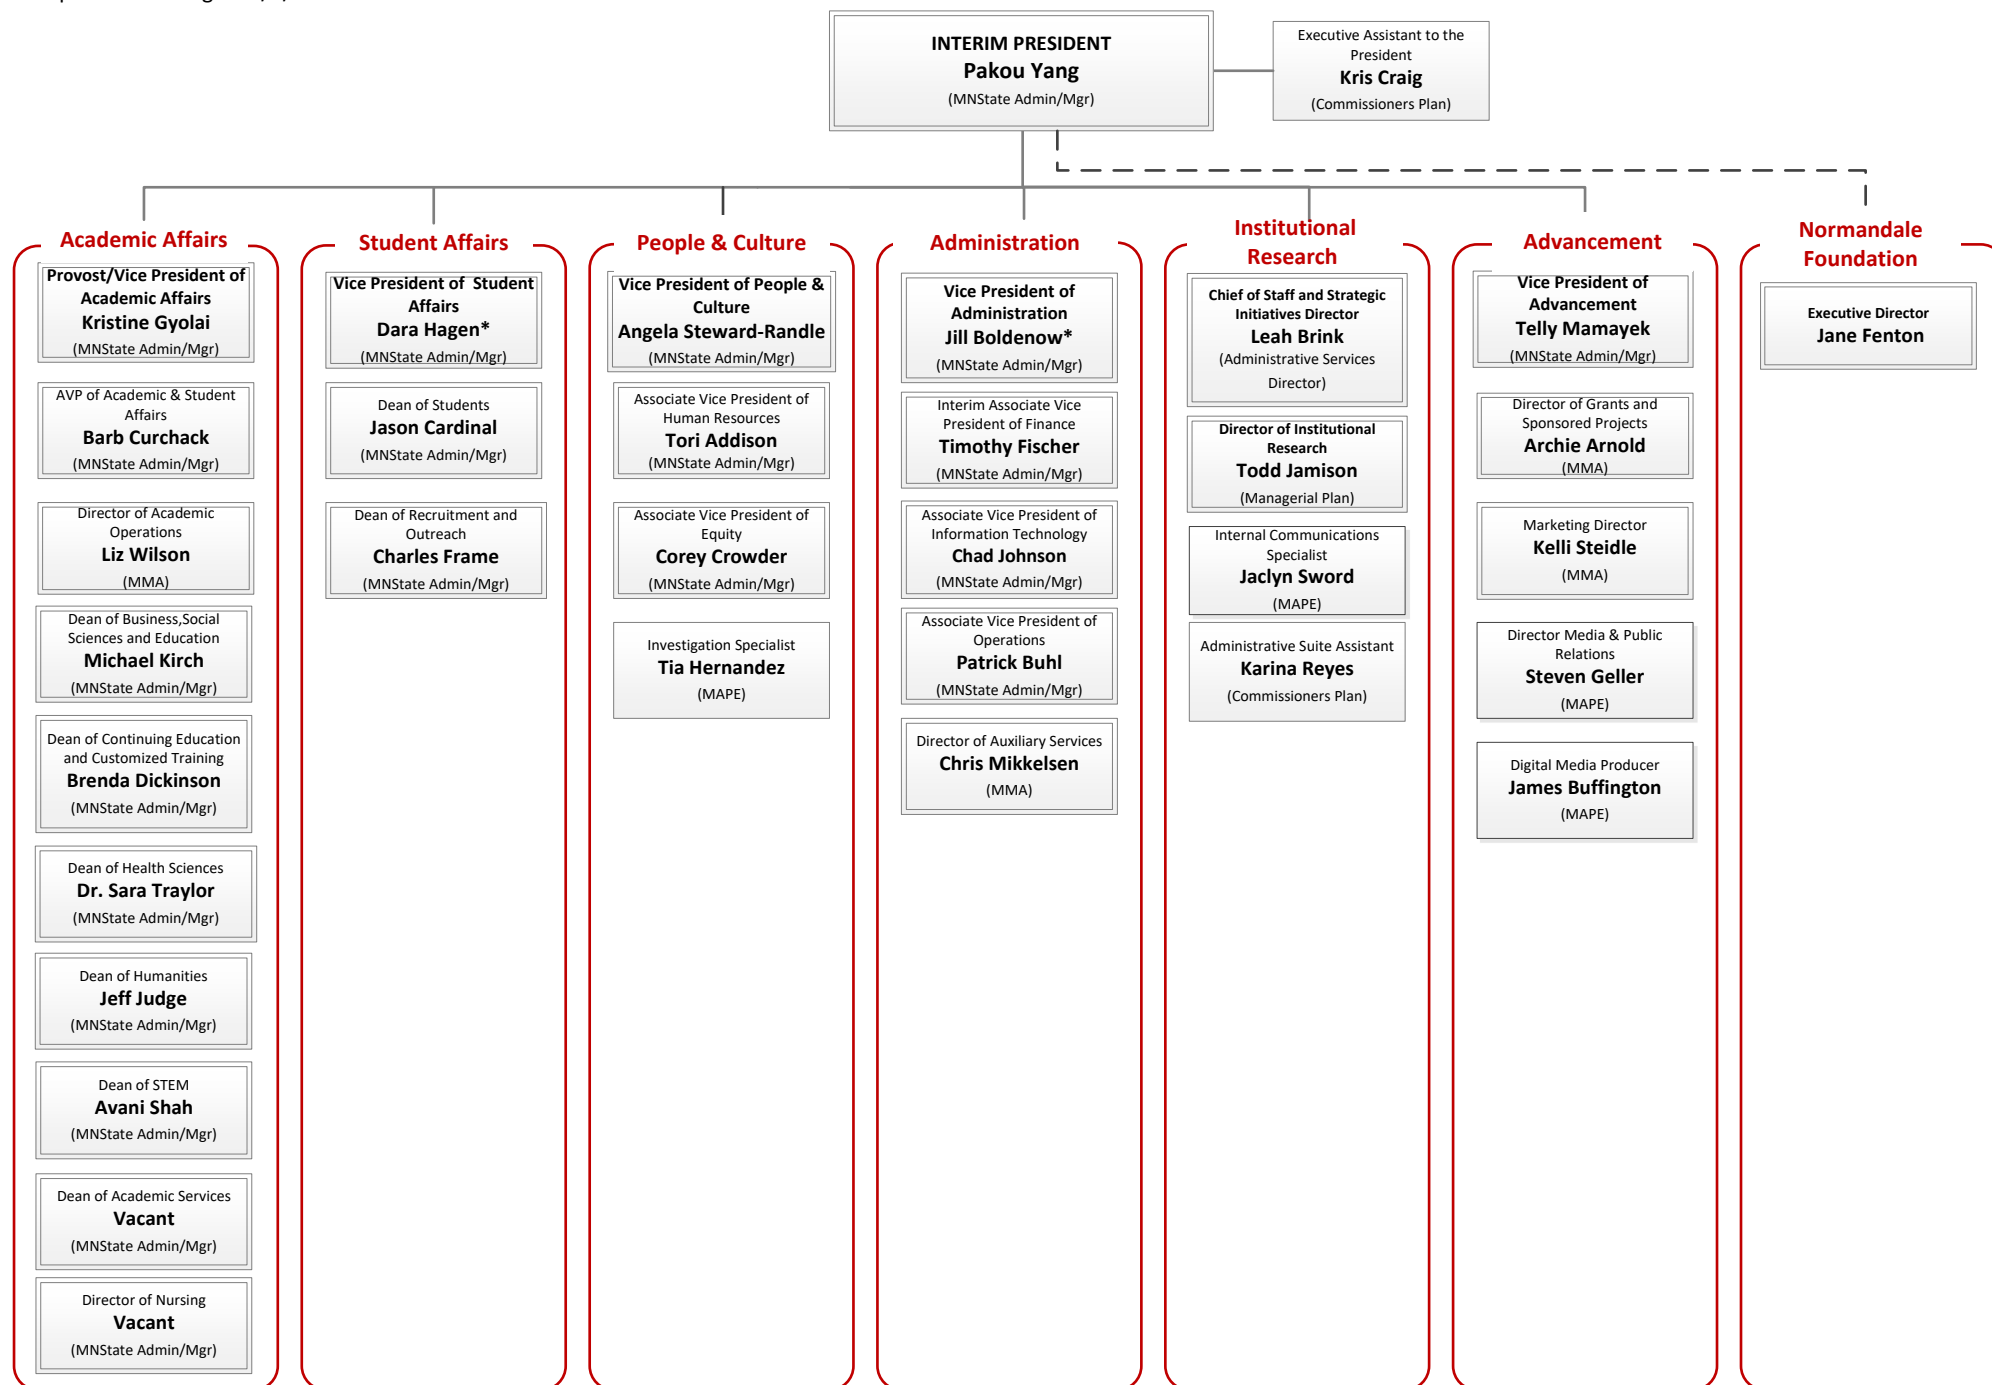 INTERIM PRESIDENT
Pakou Yang
(MNState Admin/Mgr)
Executive Assistant to the
President
Kris Craig
(Commissioners Plan)
Academic Affairs
Provost/Vice President of
Academic Affairs
Kristine Gyolai
(MNState Admin/Mgr)
AVP of Academic & Student
Affairs
Barb Curchack
(MNState Admin/Mgr)
Director of Academic
Operations
Liz Wilson
(MMA)
Dean of Business,Social
Sciences and Education
Michael Kirch
(MNState Admin/Mgr)
Dean of Continuing Education
and Customized Training
Brenda Dickinson
(MNState Admin/Mgr)
Dean of Health Sciences
Dr. Sara Traylor
(MNState Admin/Mgr)
Dean of Humanities
Jeff Judge
(MNState Admin/Mgr)
Dean of STEM
Avani Shah
(MNState Admin/Mgr)
Dean of Academic Services
Vacant
(MNState Admin/Mgr)
Director of Nursing
Vacant
(MNState Admin/Mgr)
Student Affairs
Vice President of  Student
Affairs
Dara Hagen*
(MNState Admin/Mgr)
Dean of Students
Jason Cardinal
(MNState Admin/Mgr)
Dean of Recruitment and
Outreach
Charles Frame
(MNState Admin/Mgr)
People & Culture
Vice President of People &
Culture
Angela Steward-Randle
(MNState Admin/Mgr)
Associate Vice President of
Human Resources
Tori Addison
(MNState Admin/Mgr)
Associate Vice President of
Equity
Corey Crowder
(MNState Admin/Mgr)
Investigation Specialist
Tia Hernandez
(MAPE)
Administration
Vice President of
Administration
Jill Boldenow*
(MNState Admin/Mgr)
Interim Associate Vice
President of Finance
Timothy Fischer
(MNState Admin/Mgr)
Associate Vice President of
Information Technology
Chad Johnson
(MNState Admin/Mgr)
Associate Vice President of
Operations
Patrick Buhl
(MNState Admin/Mgr)
Director of Auxiliary Services
Chris Mikkelsen
(MMA)
Institutional
Research
Chief of Staff and Strategic
Initiatives Director
Leah Brink
(Administrative Services
Director)
Director of Institutional
Research
Todd Jamison
(Managerial Plan)
Internal Communications
Specialist
Jaclyn Sword
(MAPE)
Administrative Suite Assistant
Karina Reyes
(Commissioners Plan)
Advancement
Vice President of
Advancement
Telly Mamayek
(MNState Admin/Mgr)
Director of Grants and
Sponsored Projects
Archie Arnold
(MMA)
Marketing Director
Kelli Steidle
(MMA)
Director Media & Public
Relations
Steven Geller
(MAPE)
Digital Media Producer
James Buffington
(MAPE)
Normandale
Foundation
Executive Director
Jane Fenton